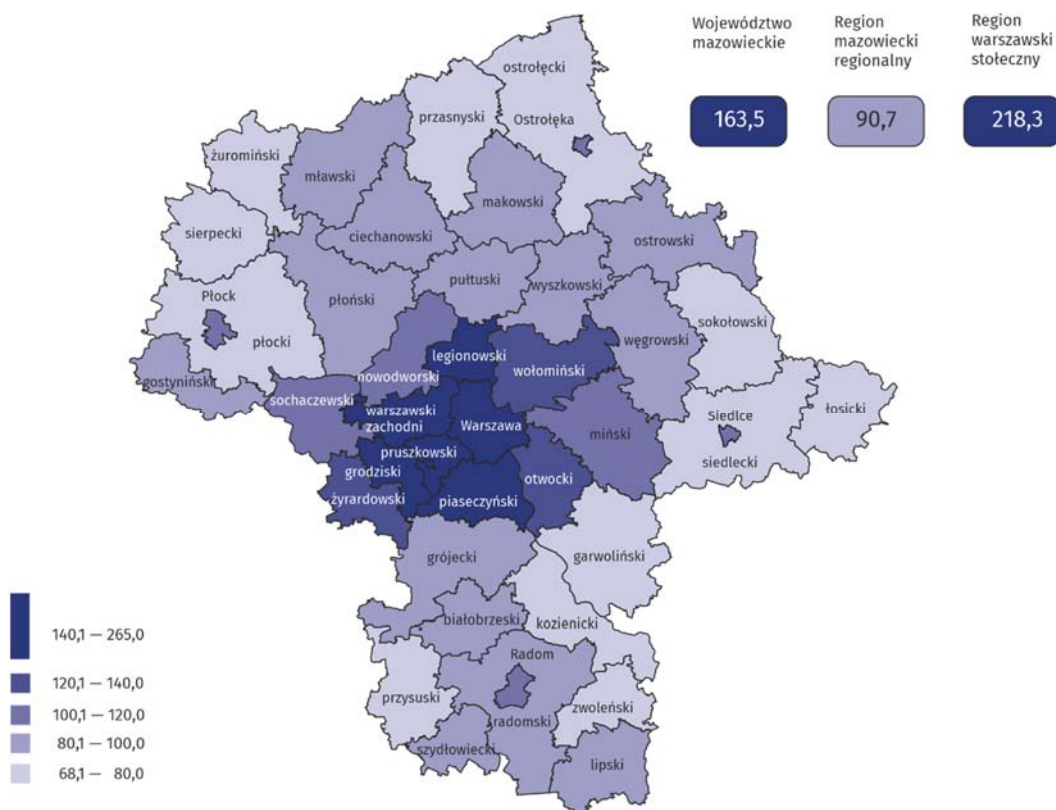 Województwo
mazowieckie
163,5
Region
mazowiecki
regionalny
90,7
Region
warszawski
stołeczny
218,3
ostrołęcki
przasnyski
Ostrołęka
żuromiński
mławski
makowski
sierpecki
ciechanowski
ostrowski
pułtuski
wyszkowski
Płock
płoński
sokołowski
płocki
legionowski
węgrowski
wołomiński
nowodworski
gostyniński
sochaczewski
warszawski
zachodni
Warszawa
Siedlce
łosicki
miński
pruszkowski
siedlecki
grodziski
otwocki
żyrardowski
piaseczyński
grójecki
garwoliński
białobrzeski
kozienicki
Radom
przysuski
zwoleński
radomski
szydłowiecki
lipski
140,1 — 265,0
120,1 — 140,0
100,1 — 120,0
80,1 — 100,0
68,1 — 80,0